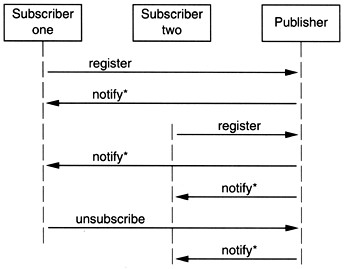 Subscriber
one
Subscriber
two
Publisher
register
notify*
register
notify*
notify*
unsubscribe
notify*